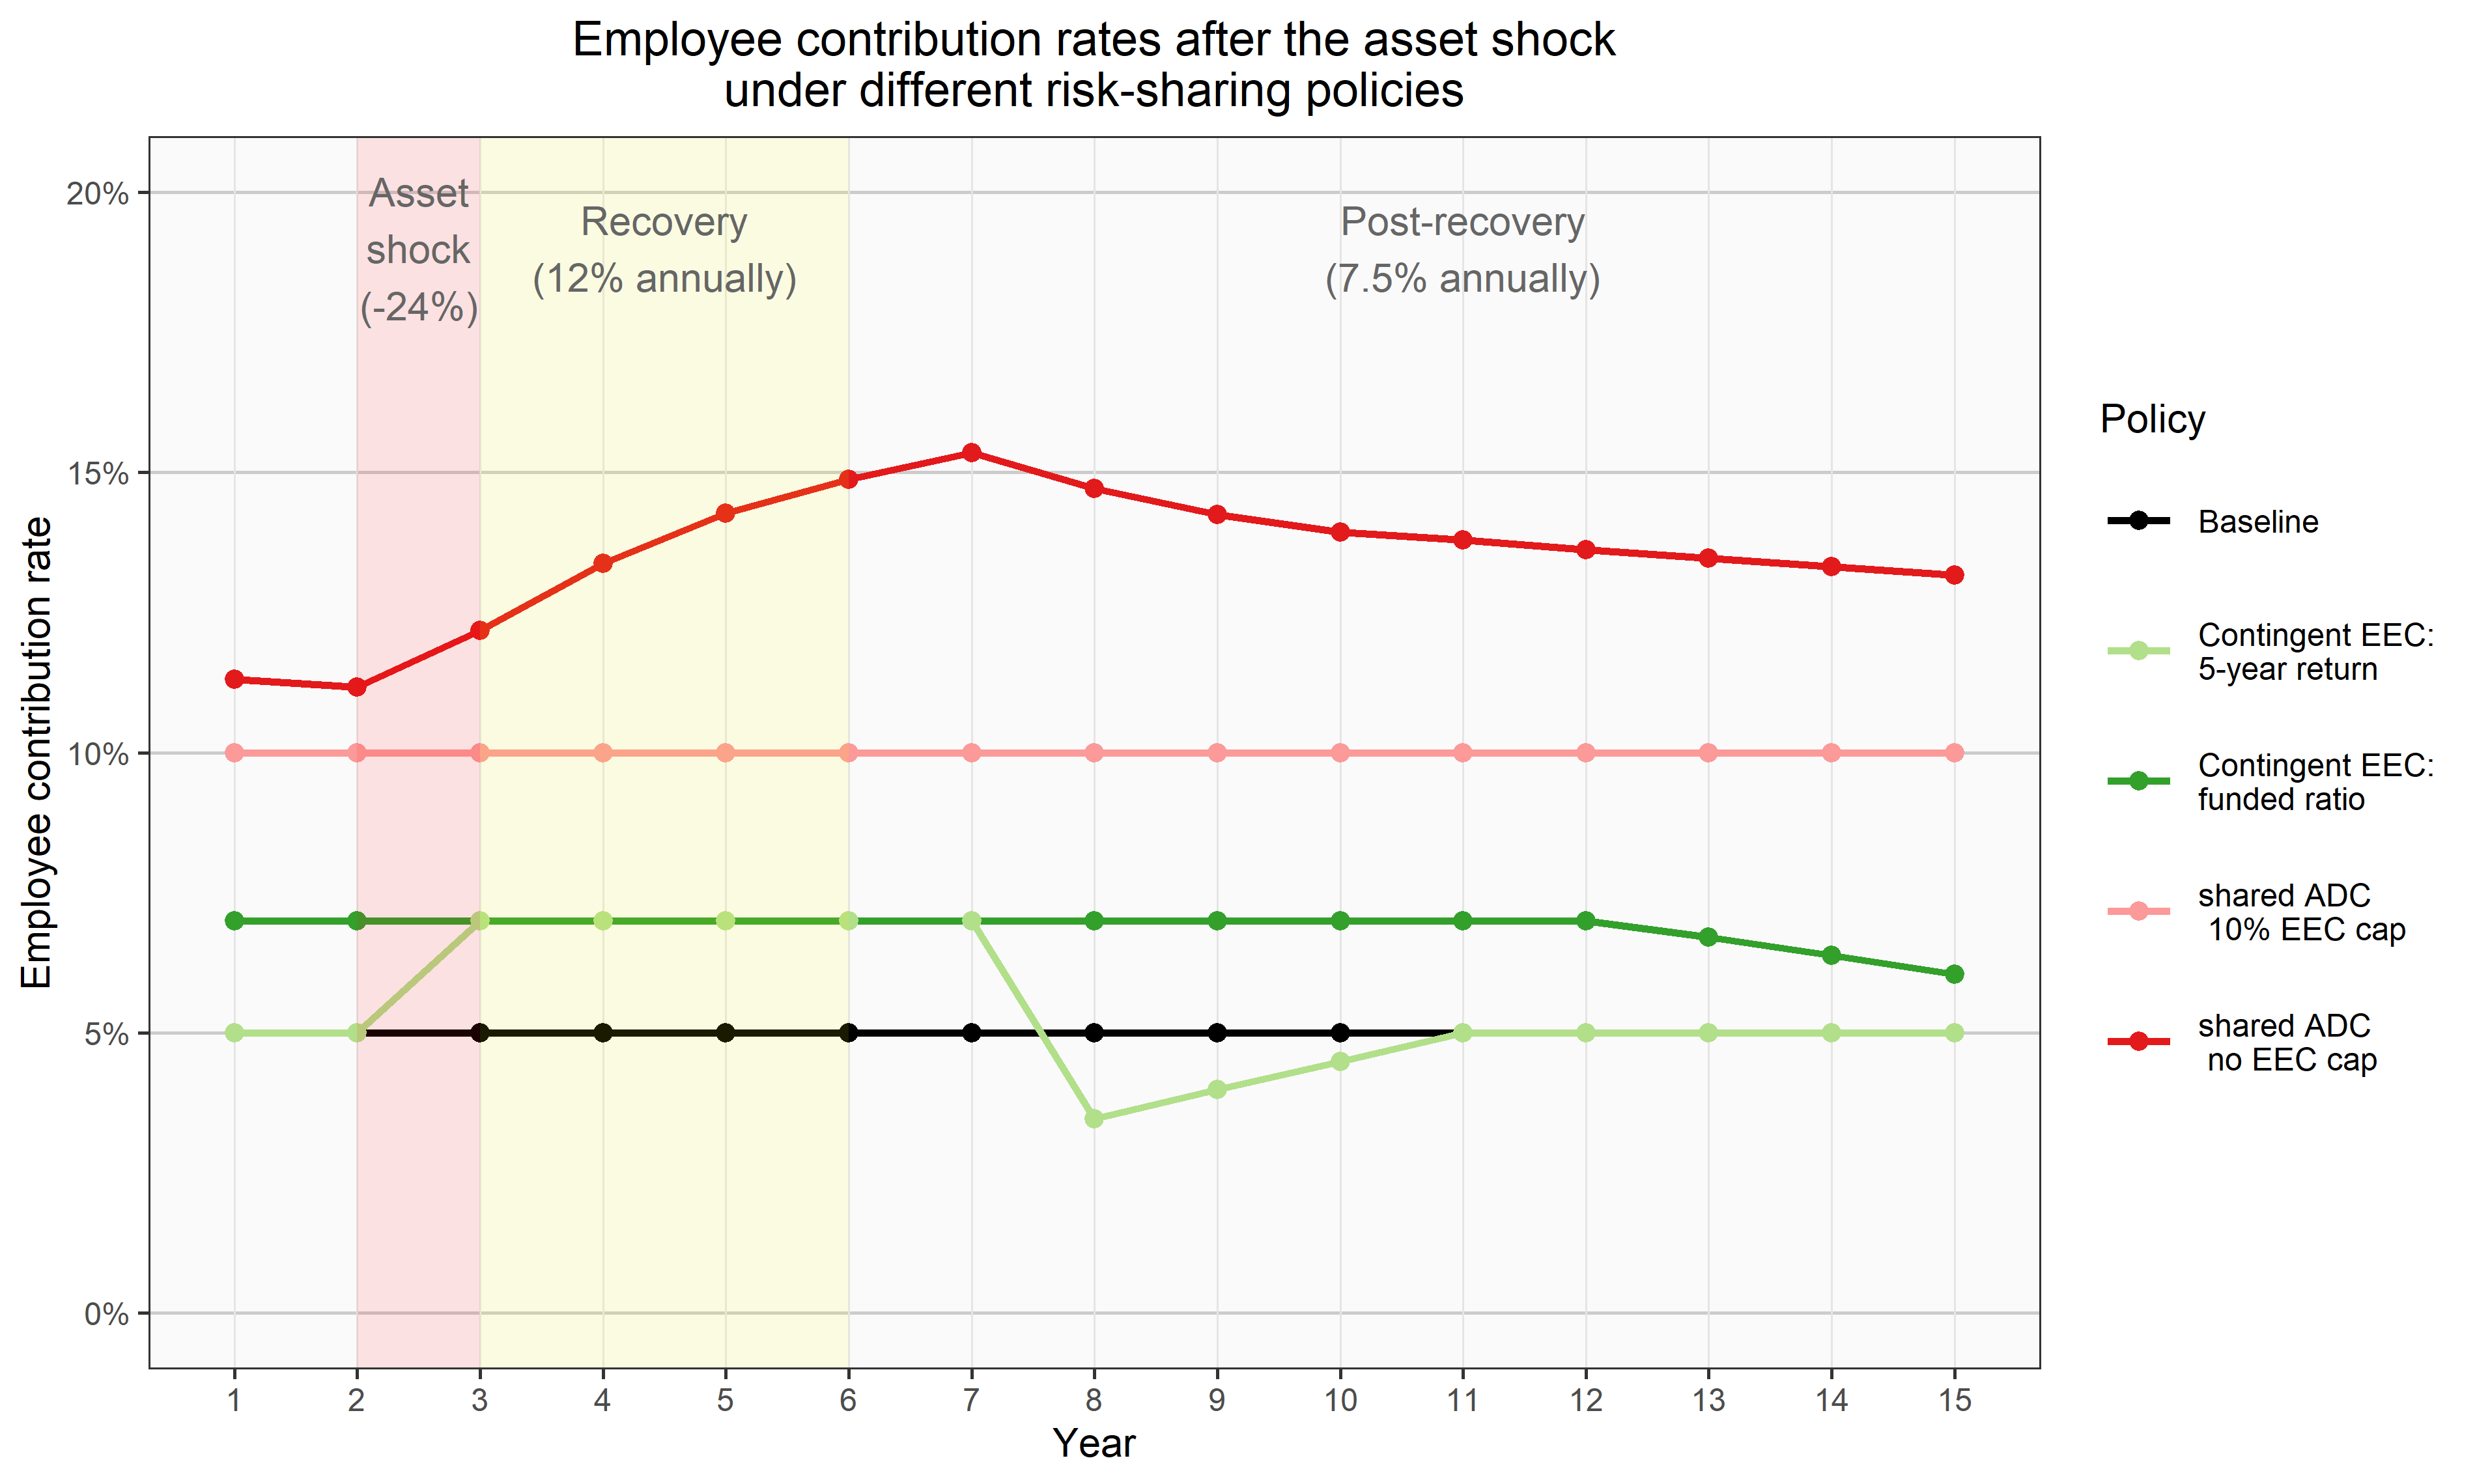 Employee contribution rates after the asset shock
under different risk-sharing policies
Employee contribution rate
20%
15%
10%
5%
0%
Asset
shock
(-24%)
Recovery
(12% annually)
Post-recovery
(7.5% annually)
1 2 3 4 5 6 7 8 9 10 11 12 13 14 15
Year
Policy
Baseline
Contingent EEC:
5-year return
Contingent EEC:
funded ratio
shared ADC
10% EEC cap
shared ADC
no EEC cap